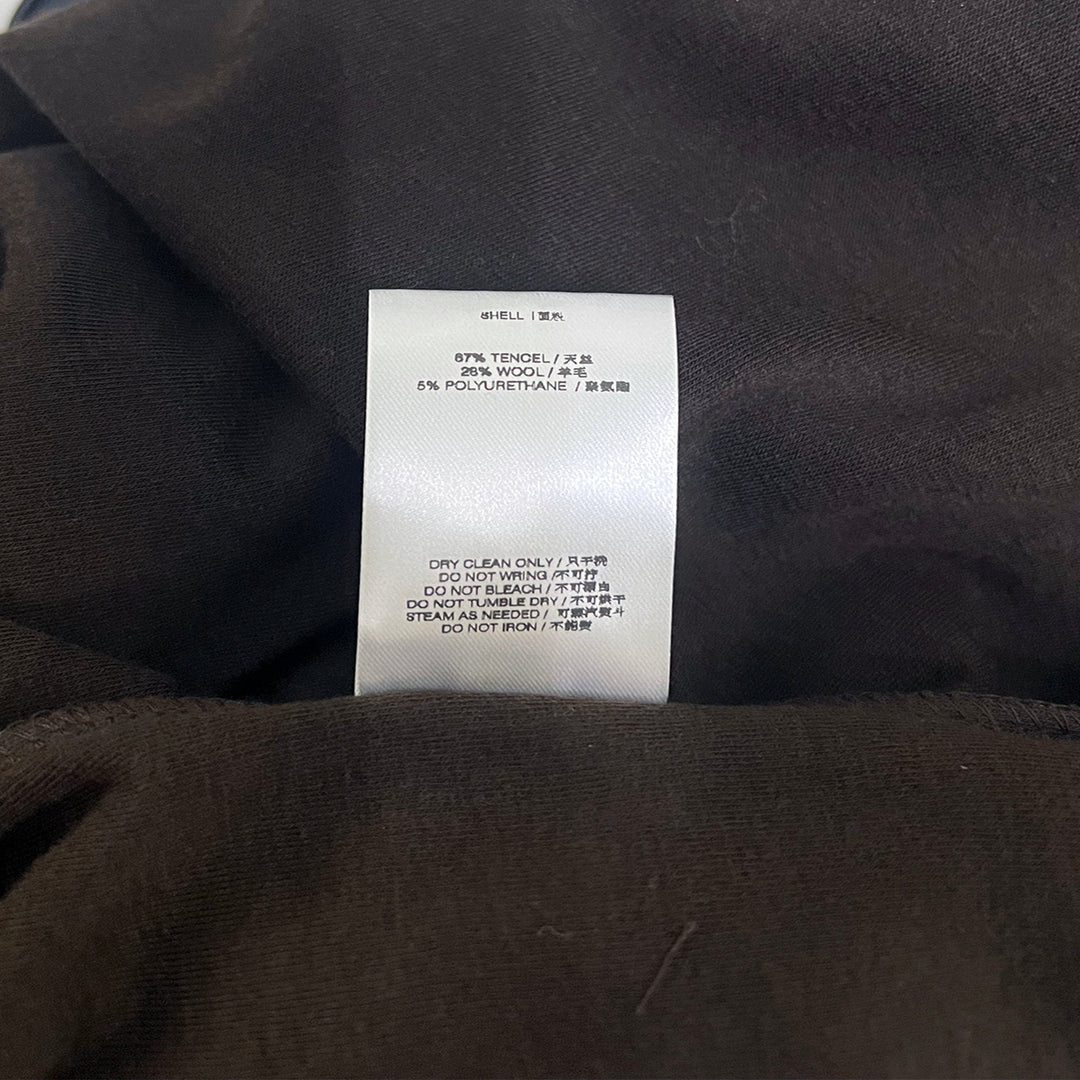 SHELL | 面料
67% TENCEL / 天丝
28% WOOL / 羊毛
5% POLYURETHANE / 聚氨脂
DRY CLEAN ONLY / 只干洗
DO NOT WRING / 不可拧
DO NOT BLEACH / 不可漂白
DO NOT TUMBLE DRY / 不可烘干
STEAM AS NEEDED / 可蒸汽熨斗
DO NOT IRON / 不能熨